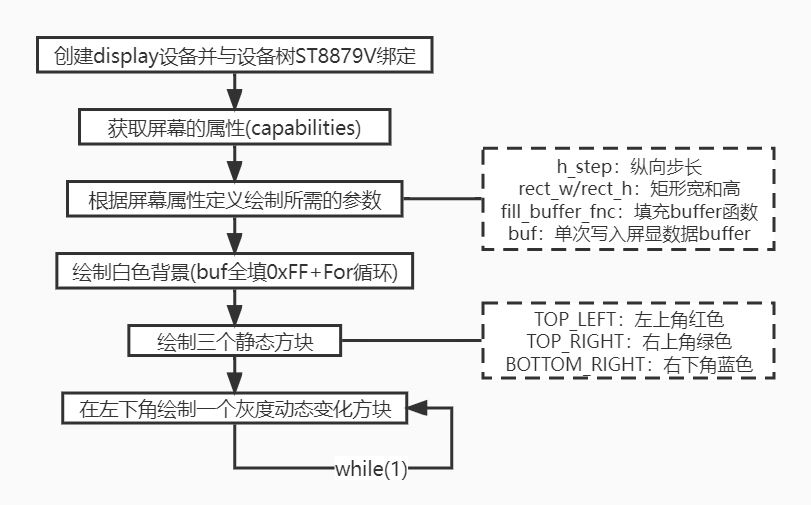 创建display设备并与设备树ST8879V绑定
获取屏幕的属性(capabilities)
根据屏幕属性定义绘制所需的参数
h_step：纵向步长
rect_w/rect_h：矩形宽和高
fill_buffer_fnc：填充buffer函数
buf：单次写入屏显数据buffer
绘制白色背景(buf全填0xFF+For循环)
绘制三个静态方块
TOP_LEFT：左上角红色
TOP_RIGHT：右上角绿色
BOTTOM_RIGHT：右下角蓝色
在左下角绘制一个灰度动态变化方块
while(1)